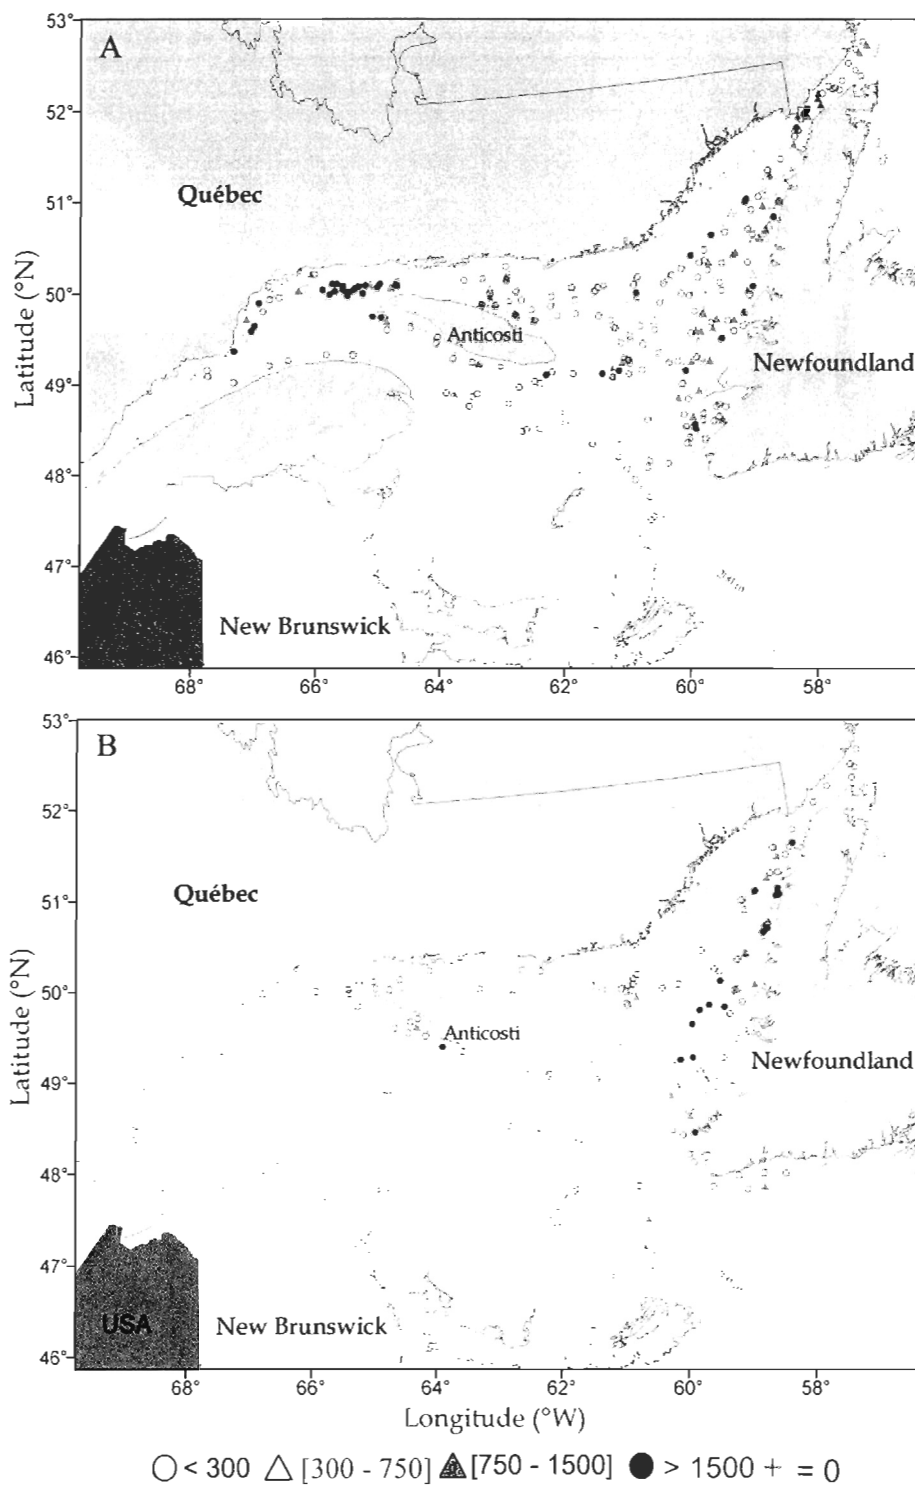 53°
A
52°
Québec
51°
50°
Anticosti
Newfoundland
49°
48°
47°
New Brunswick
46°
Latitude (°N)
68° 66° 64° 62° 60° 58°
53°
B
52°
Québec
51°
50°
Anticosti
Newfoundland
49°
48°
47°
USA New Brunswick
46°
Latitude (°N)
68° 66° 64° 62° 60° 58°
Longitude (°W)
< 300 [300 - 750] [750 - 1500] > 1500 + = 0